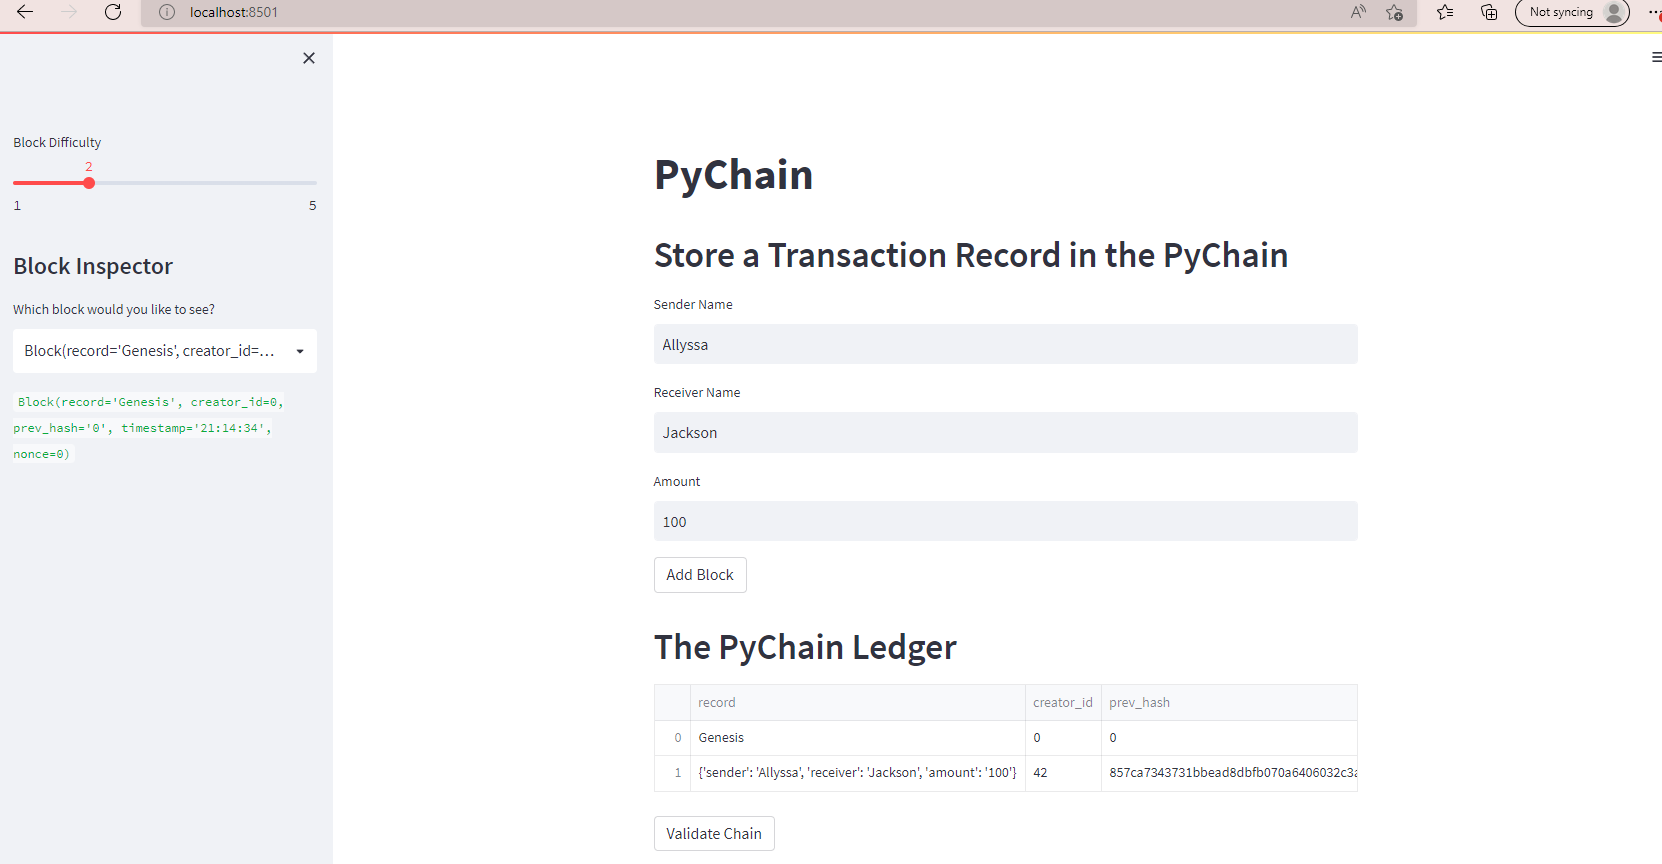 localhost:8501
Not syncing
Block Difficulty
2
1 5
Block Inspector
Which block would you like to see?
Block(record='Genesis', creator_id=...
Block(record='Genesis', creator_id=0,
prev_hash='0', timestamp='21:14:34',
nonce=0)
PyChain
Store a Transaction Record in the PyChain
Sender Name
Allyssa
Receiver Name
Jackson
Amount
100
Add Block
The PyChain Ledger
record creator_id prev_hash
0 Genesis 0 0
1 {'sender': 'Allyssa', 'receiver': 'Jackson', 'amount': '100'} 42 857ca7343731bbead8dbfb070a6406032c3a
Validate Chain